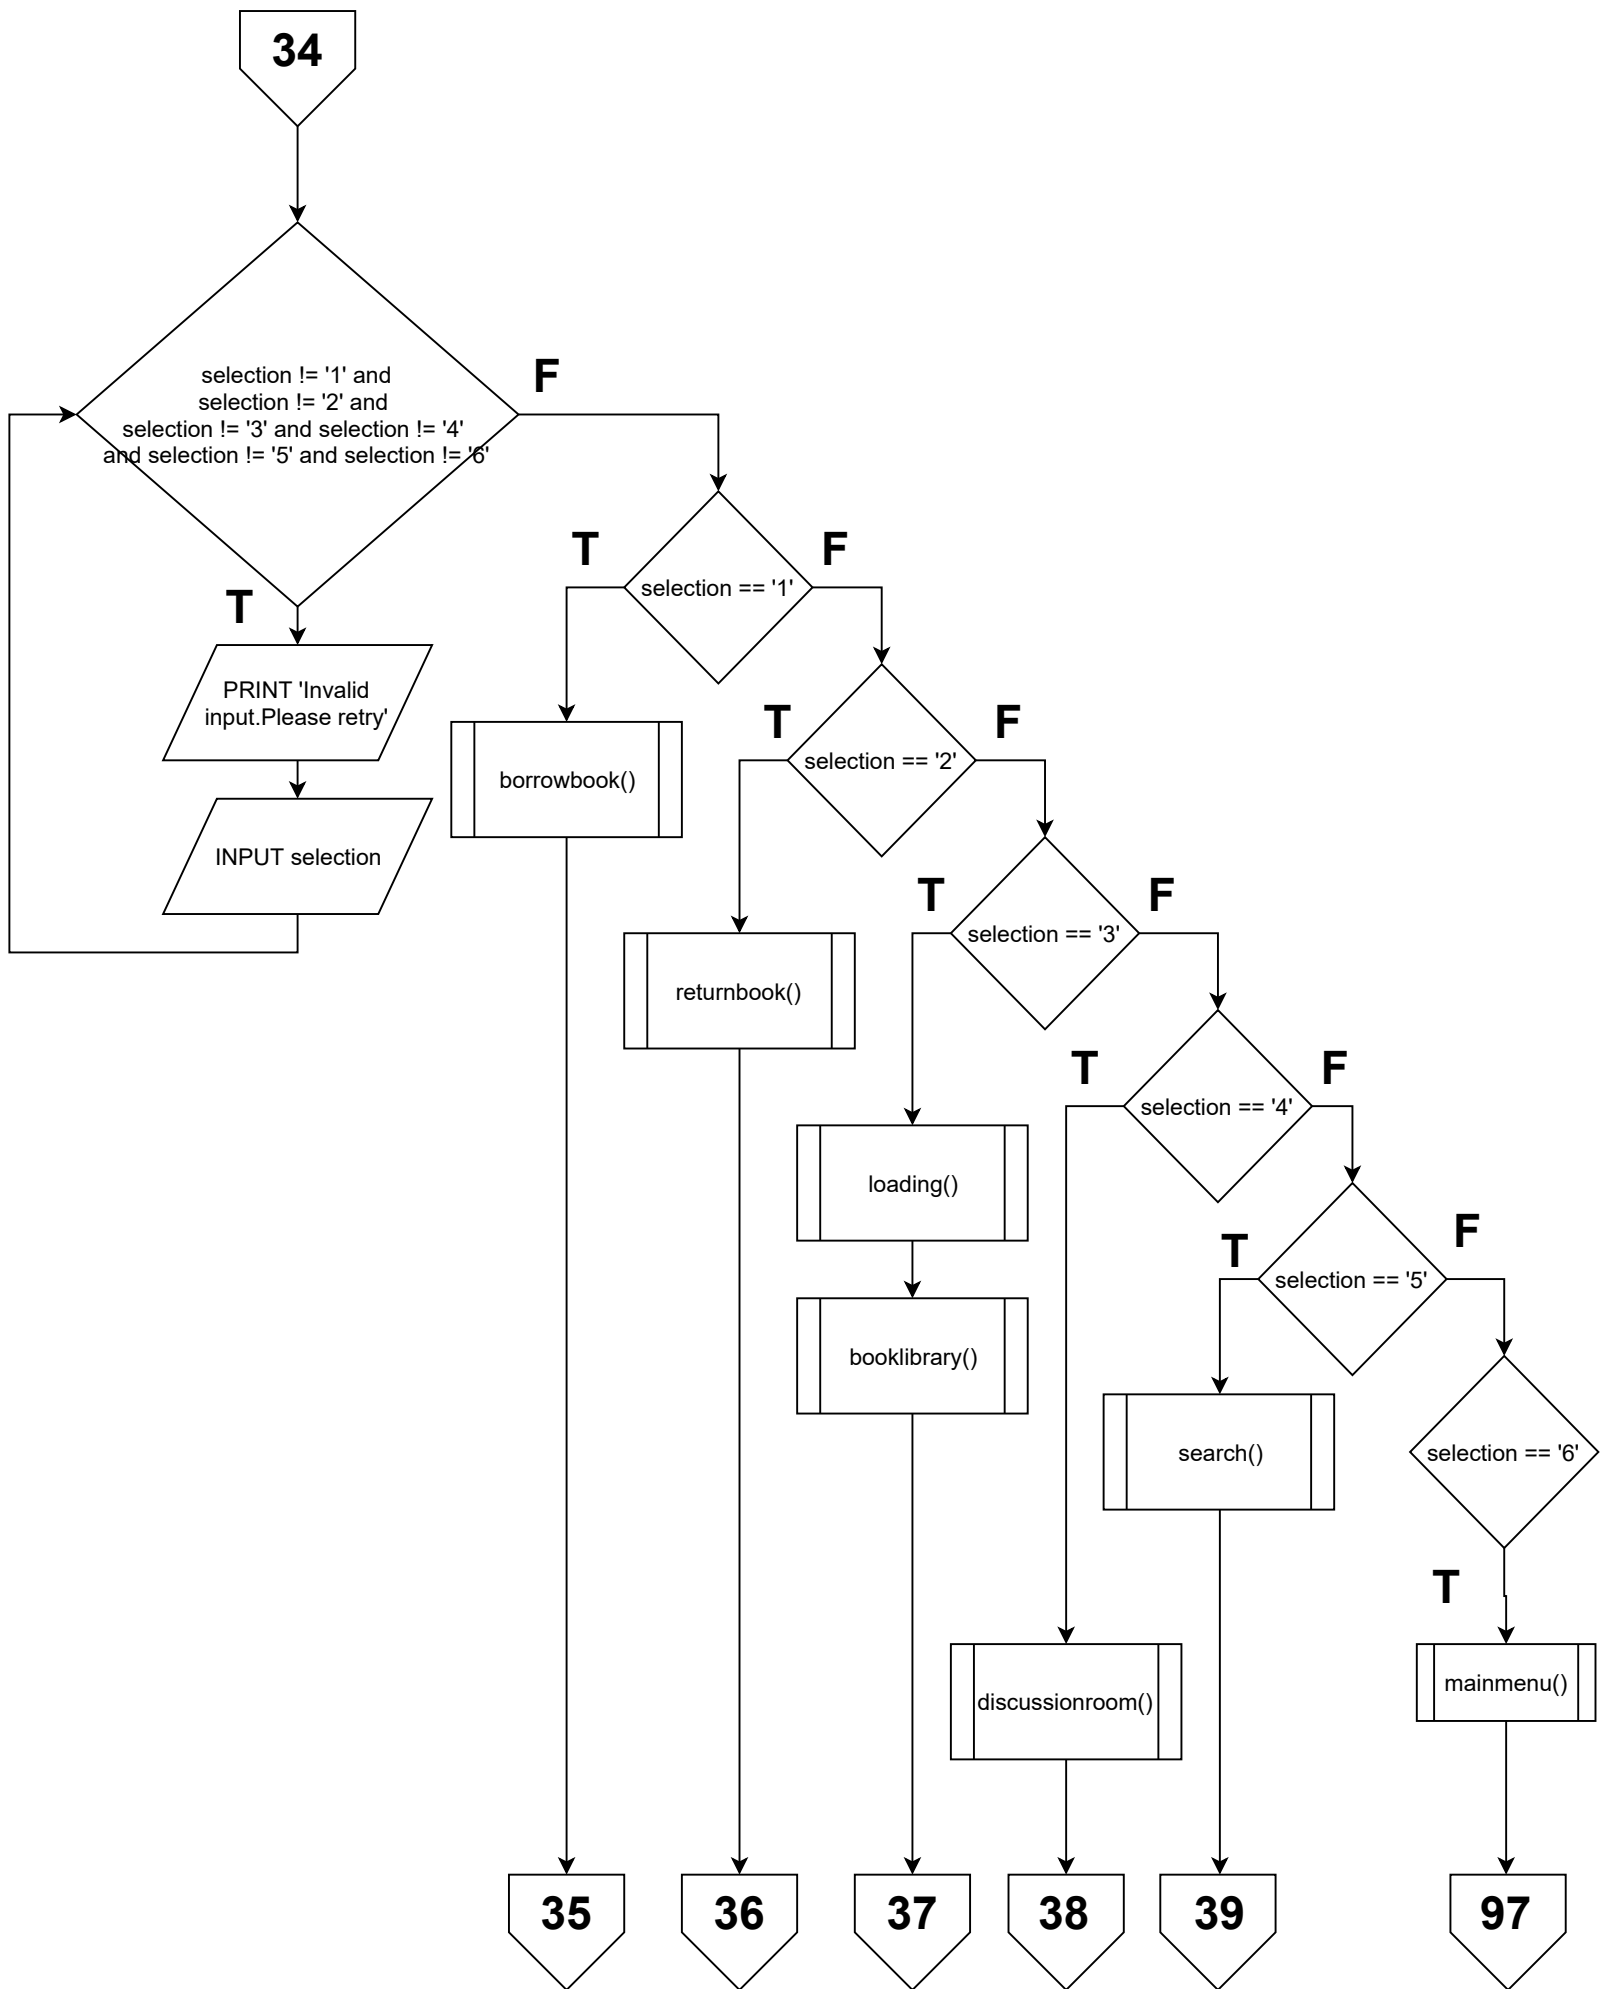 34
selection != '1' and
selection != '2' and
selection != '3' and selection != '4'
and selection != '5' and selection != '6'
F
T
PRINT 'Invalid
input.Please retry'
INPUT selection
T
F
selection == '1'
borrowbook()
T
F
selection == '2'
returnbook()
T
F
selection == '3'
loading()
booklibrary()
T
F
selection == '4'
discussionroom()
T
F
selection == '5'
search()
selection == '6'
T
mainmenu()
35
36
37
38
39
97